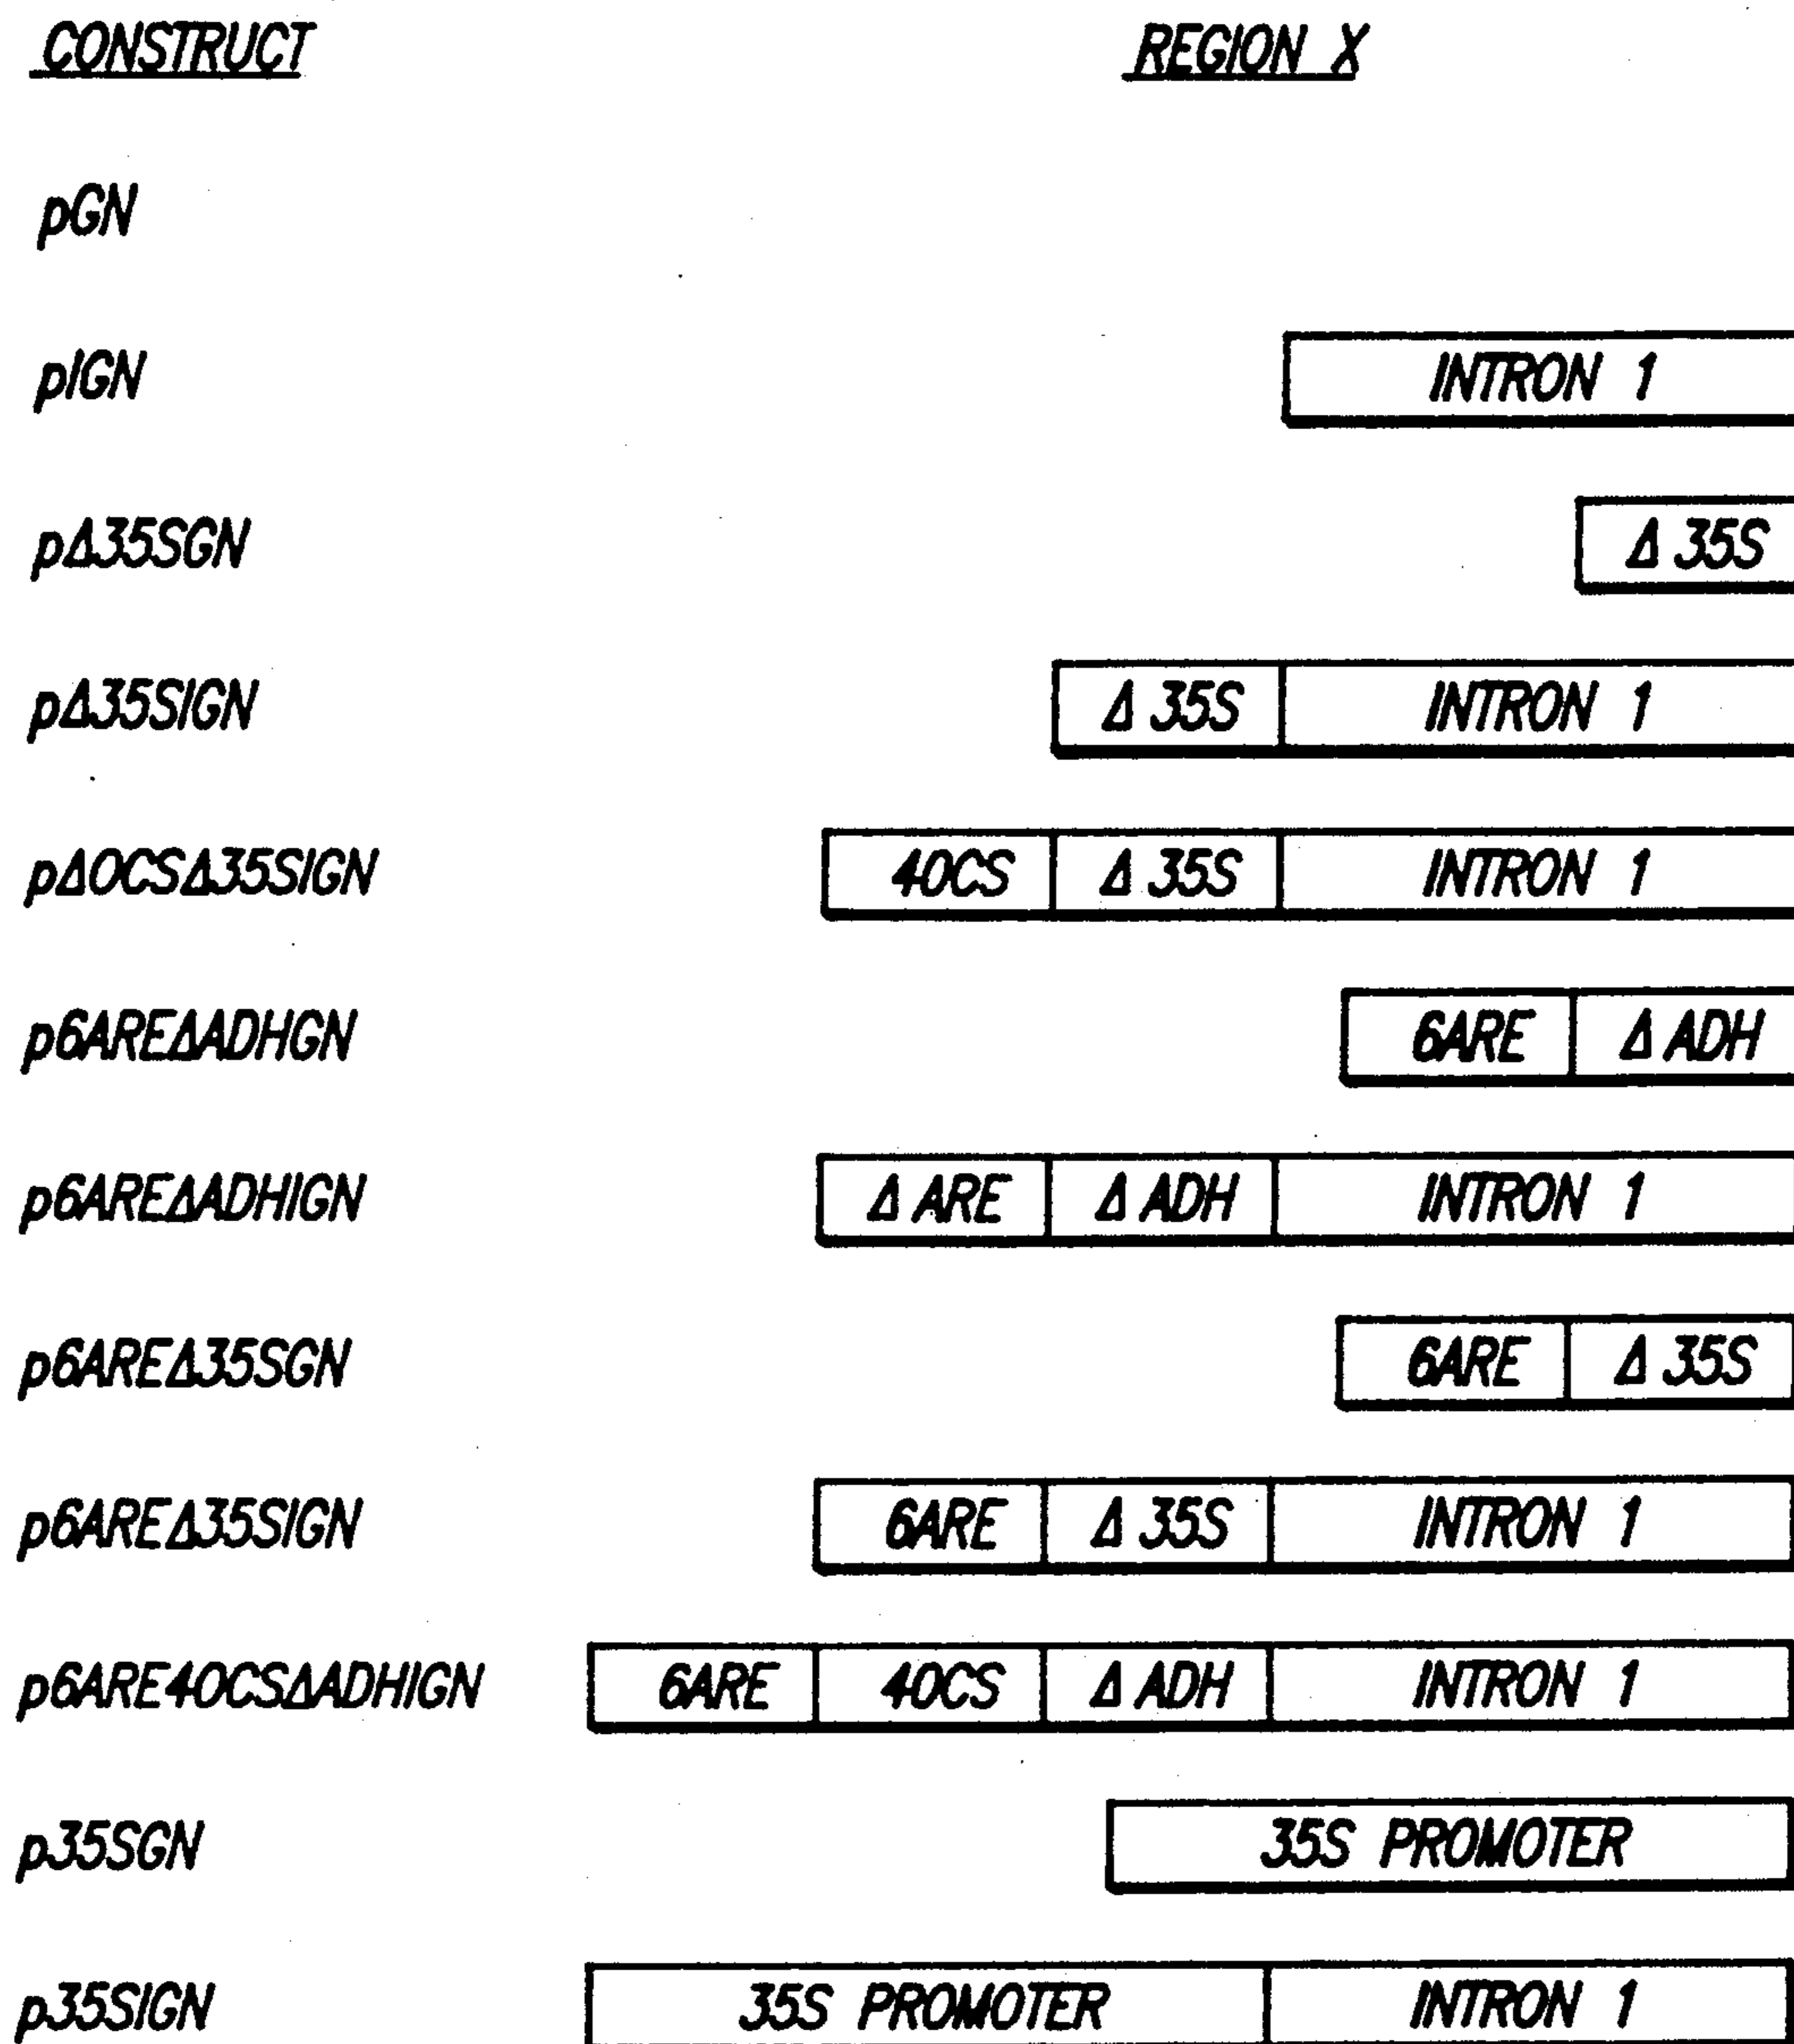 CONSTRUCT REGION X
pGN
pIGN INTRON 1
pΔ35SGN Δ 35S
pΔ35SIGN Δ 35S INTRON 1
pΔOCSΔ35SIGN 4OCS Δ 35S INTRON 1
p6AREΔADHGN 6ARE Δ ADH
p6AREΔADHIGN Δ ARE Δ ADH INTRON 1
p6AREΔ35SGN 6ARE Δ 35S
p6AREΔ35SIGN 6ARE Δ 35S INTRON 1
p6ARE4OCSΔADHIGN 6ARE 4OCS Δ ADH INTRON 1
p35SGN 35S PROMOTER
p35SIGN 35S PROMOTER INTRON 1